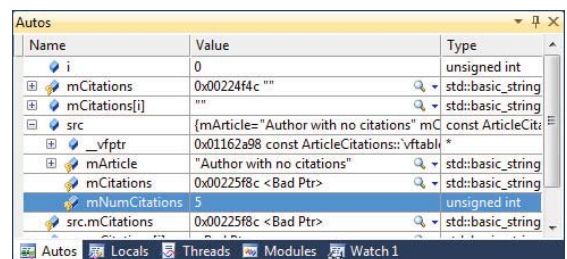 Autos
Name Value Type
i 0 unsigned int
mCitations 0x00224f4c "" std::basic_string
mCitations[i] "" std::basic_string
src {mArticle="Author with no citations" mC const ArticleCita
__vfptr 0x01162a98 const ArticleCitations::`vftabl *
mArticle "Author with no citations" std::basic_string
mCitations 0x00225f8c <Bad Ptr> std::basic_string
mNumCitations 5 unsigned int
src.mCitations 0x00225f8c <Bad Ptr> std::basic_string
Autos Locals Threads Modules Watch 1